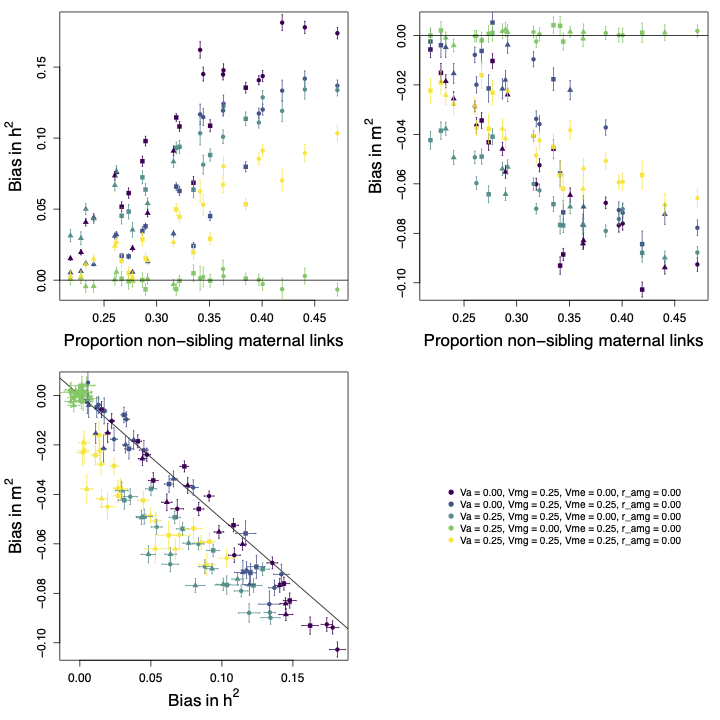 0.15
0.10
0.05
0.00
Bias in h²
0.25 0.30 0.35 0.40 0.45
Proportion non−sibling maternal links
0.00
−0.02
−0.04
−0.06
−0.08
−0.10
Bias in m²
0.25 0.30 0.35 0.40 0.45
Proportion non−sibling maternal links
0.00
−0.02
−0.04
−0.06
−0.08
−0.10
Bias in m²
0.00 0.05 0.10 0.15
Bias in h²
Va = 0.00, Vmg = 0.25, Vme = 0.00, r_amg = 0.00
Va = 0.00, Vmg = 0.25, Vme = 0.25, r_amg = 0.00
Va = 0.25, Vmg = 0.25, Vme = 0.00, r_amg = 0.00
Va = 0.25, Vmg = 0.00, Vme = 0.25, r_amg = 0.00
Va = 0.25, Vmg = 0.25, Vme = 0.25, r_amg = 0.00